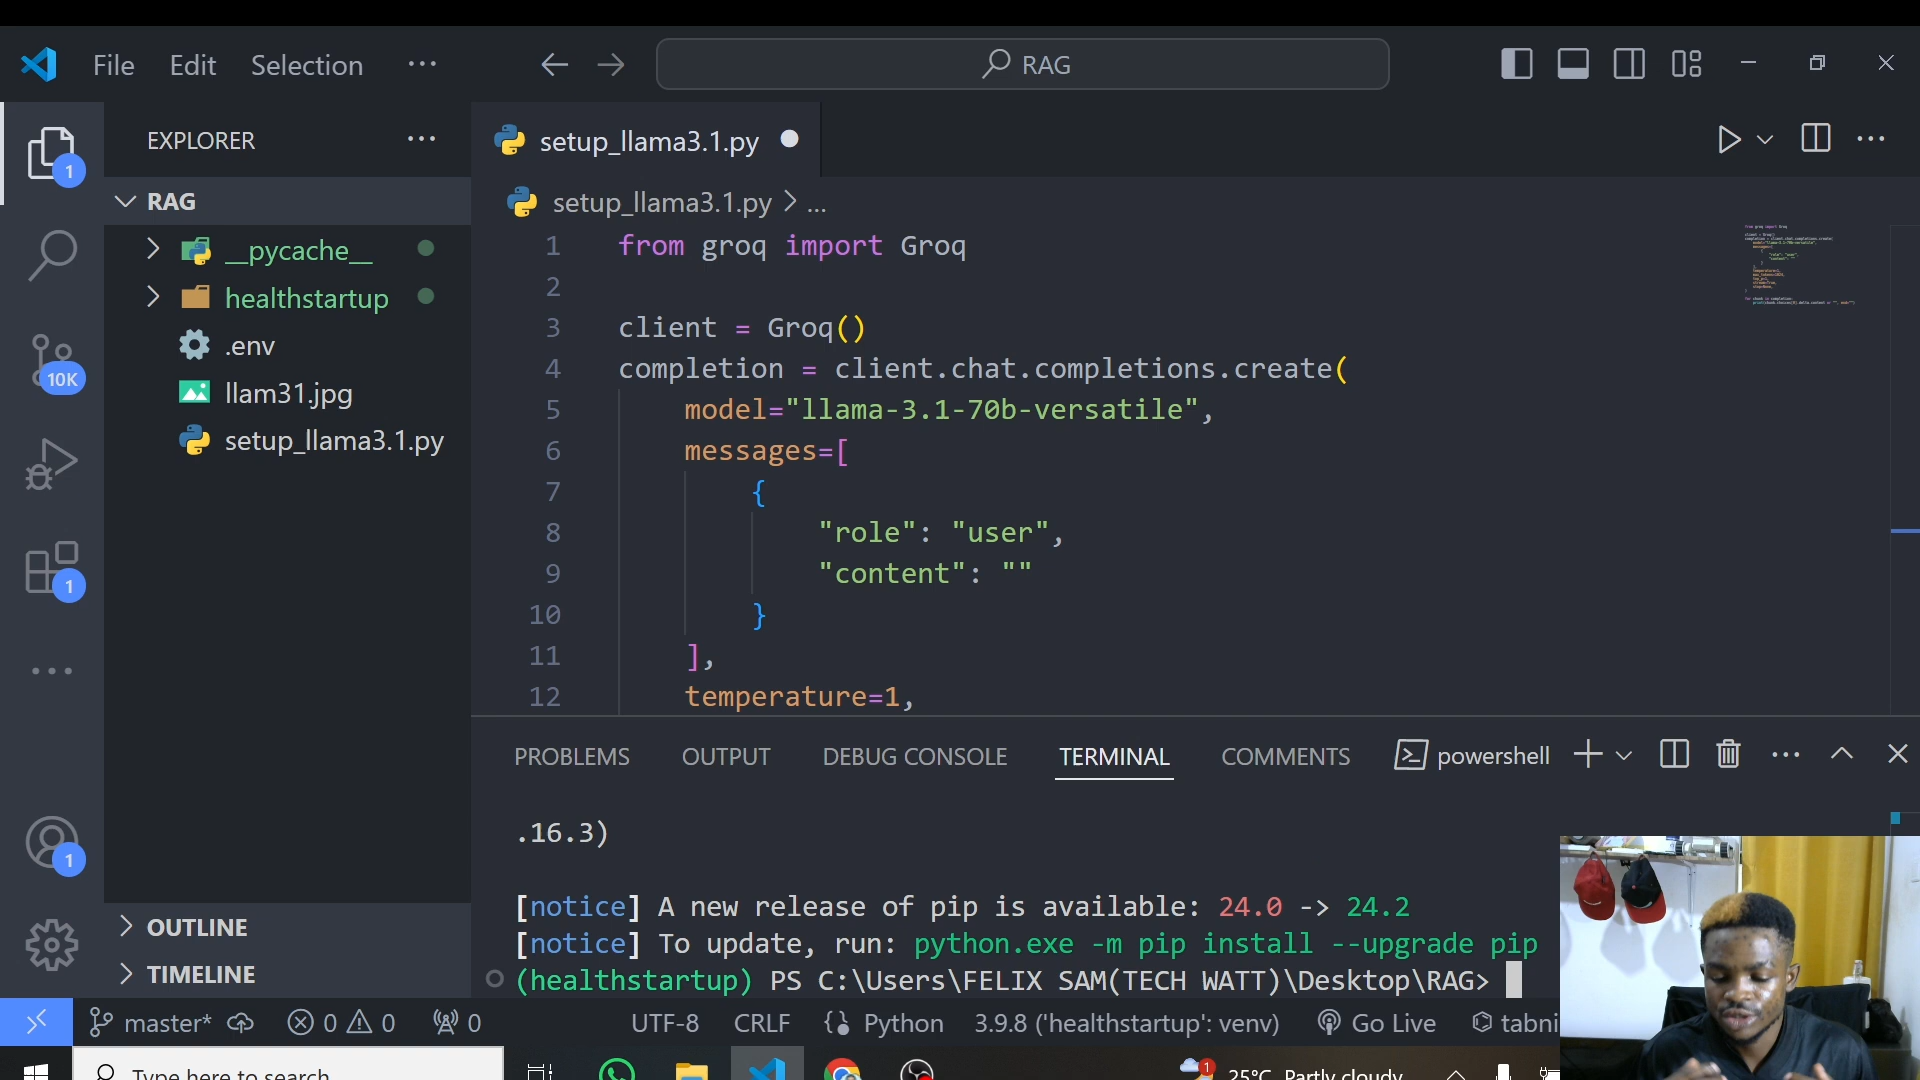 File Edit Selection ...
RAG
EXPLORER ...
setup_llama3.1.py
RAG
setup_llama3.1.py > ...
__pycache__
healthstartup
.env
llam31.jpg
setup_llama3.1.py
1 from groq import Groq
2
3 client = Groq()
4 completion = client.chat.completions.create(
5 model="llama-3.1-70b-versatile",
6 messages=[
7 {
8 "role": "user",
9 "content": ""
10 }
11 ],
12 temperature=1,
1
10K
1
1
PROBLEMS OUTPUT DEBUG CONSOLE TERMINAL COMMENTS powershell
.16.3)
[notice] A new release of pip is available: 24.0 -> 24.2
[notice] To update, run: python.exe -m pip install --upgrade pip
(healthstartup) PS C:\Users\FELIX SAM(TECH WATT)\Desktop\RAG>
OUTLINE
TIMELINE
master* 0 0 0 UTF-8 CRLF Python 3.9.8 ('healthstartup': venv) Go Live tabni
Type here to search
1 25°C Partly cloudy